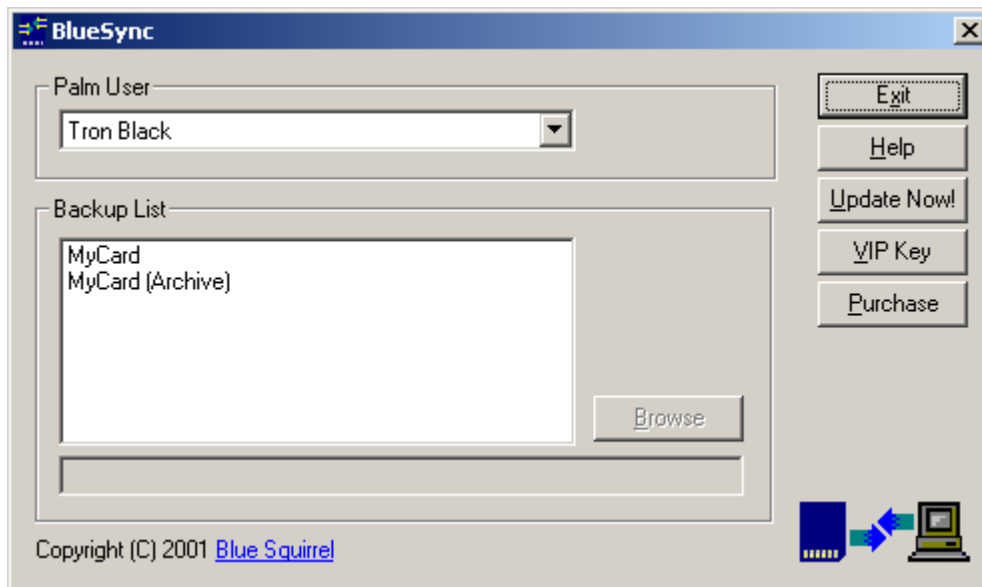 BlueSync
Palm User
Tron Black
Backup List
MyCard
MyCard (Archive)
Browse
Copyright (C) 2001 Blue Squirrel
Exit
Help
Update Now!
VIP Key
Purchase